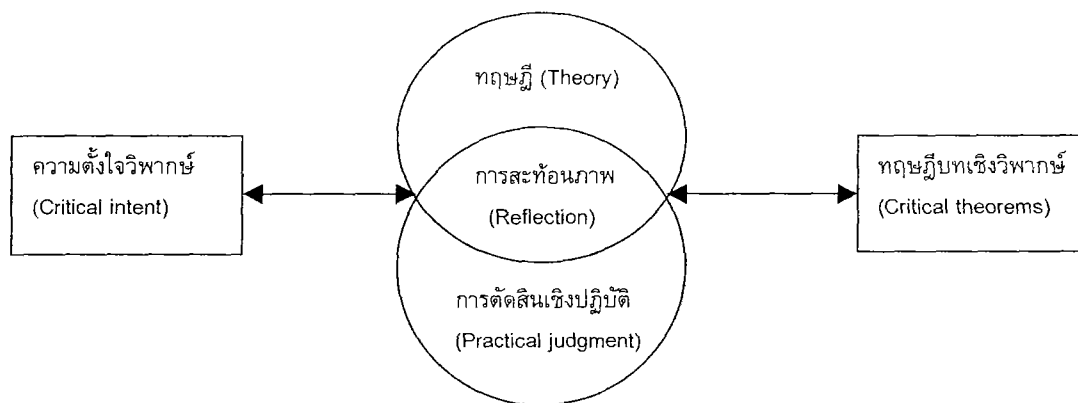 ทฤษฎี (Theory)
ความตั้งใจวิพากษ์
(Critical intent)
การสะท้อนภาพ
(Reflection)
ทฤษฎีบทเชิงวิพากษ์
(Critical theorems)
การตัดสินเชิงปฏิบัติ
(Practical judgment)